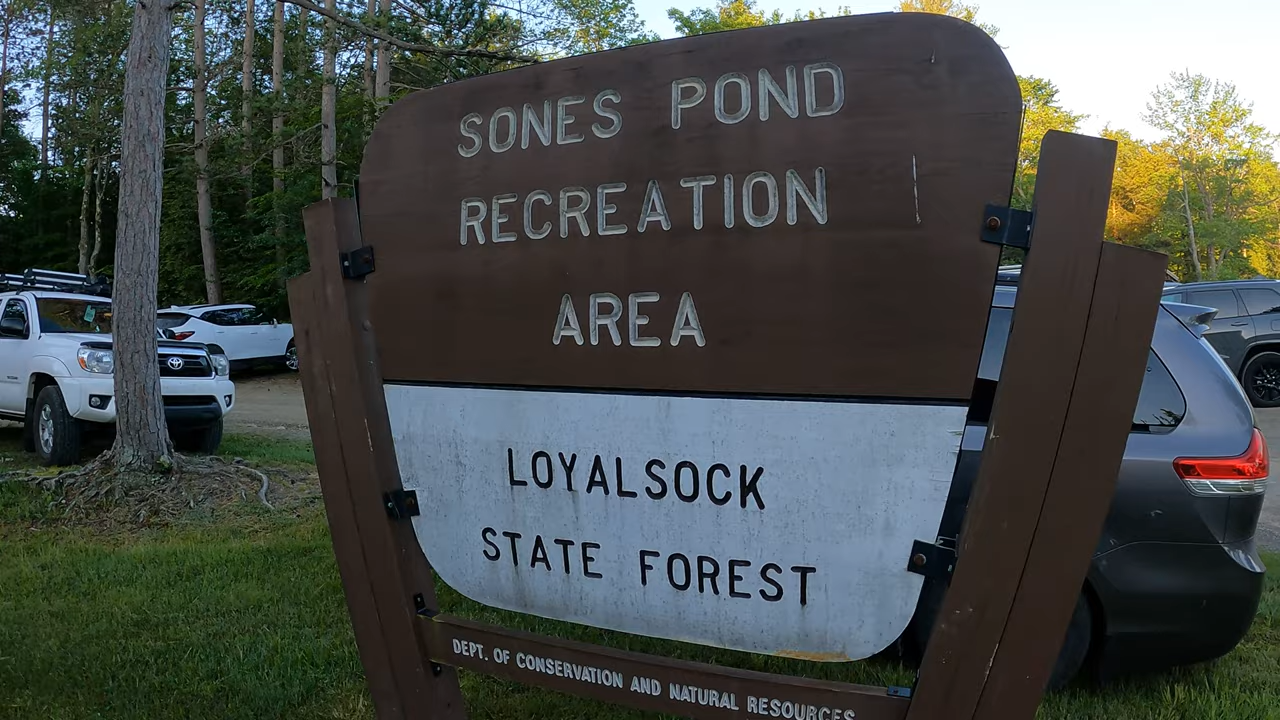 SONES POND
RECREATION
AREA
LOYALSOCK
STATE FOREST
DEPT. OF CONSERVATION AND NATURAL RESOURCES